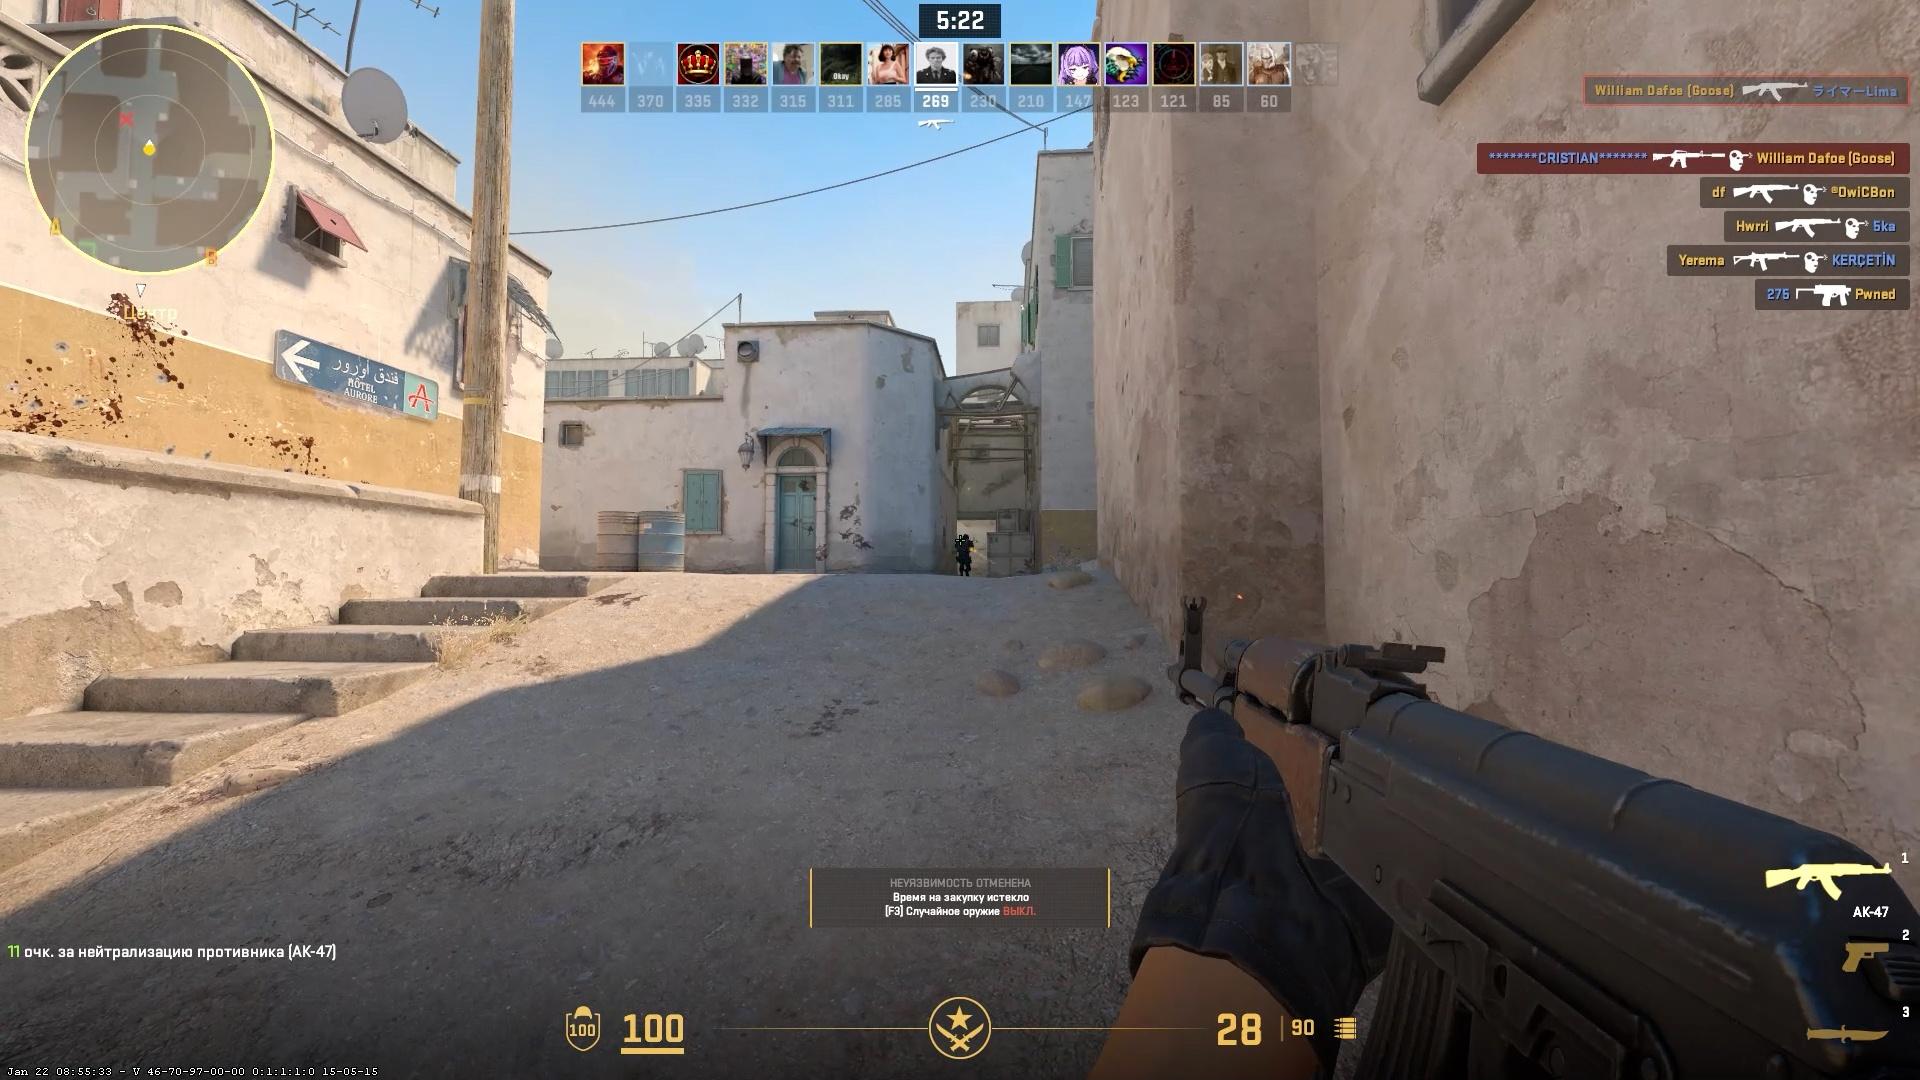 5:22
Okay
444 370 335 332 315 311 285 269 230 210 147 123 121 85 60
William Dafoe (Goose) ライマーLima
*******CRISTIAN******* William Dafoe (Goose)
df ®OwiCBon
Hwrri 5ka
Yerema KERÇETİN
275 Pwned
A
B
Центр
فندق أورور
HÔTEL
AURORE
A
НЕУЯЗВИМОСТЬ ОТМЕНЕНА
Время на закупку истекло
[F3] Случайное оружие ВЫКЛ.
1
AK-47
2
3
11 очк. за нейтрализацию противника (AK-47)
100 100
28 | 90
Jan 22 08:55:33 - V 46-70-97-00-00 0:1:1:1:0 15-05-15